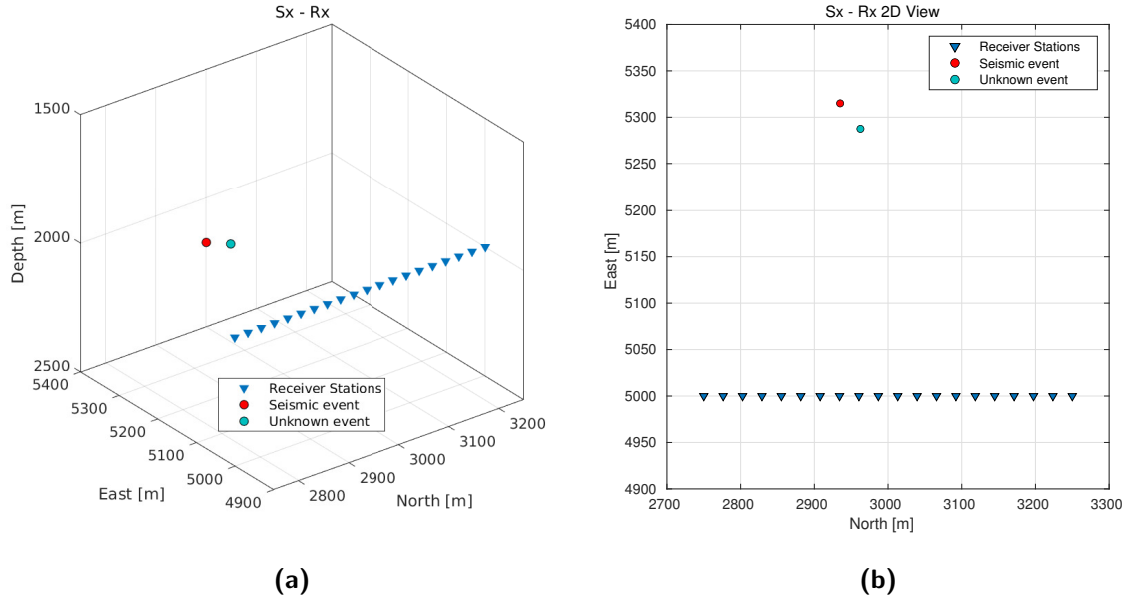 Sx - Rx
1500
2000
2500
Depth [m]
5400
5300
5200
5100
5000
4900
East [m]
2800
2900
3000
3100
3200
North [m]
Receiver Stations
Seismic event
Unknown event
(a)
Sx - Rx 2D View
5400
5350
5300
5250
5200
5150
5100
5050
5000
4950
4900
East [m]
2700 2800 2900 3000 3100 3200 3300
North [m]
Receiver Stations
Seismic event
Unknown event
(b)